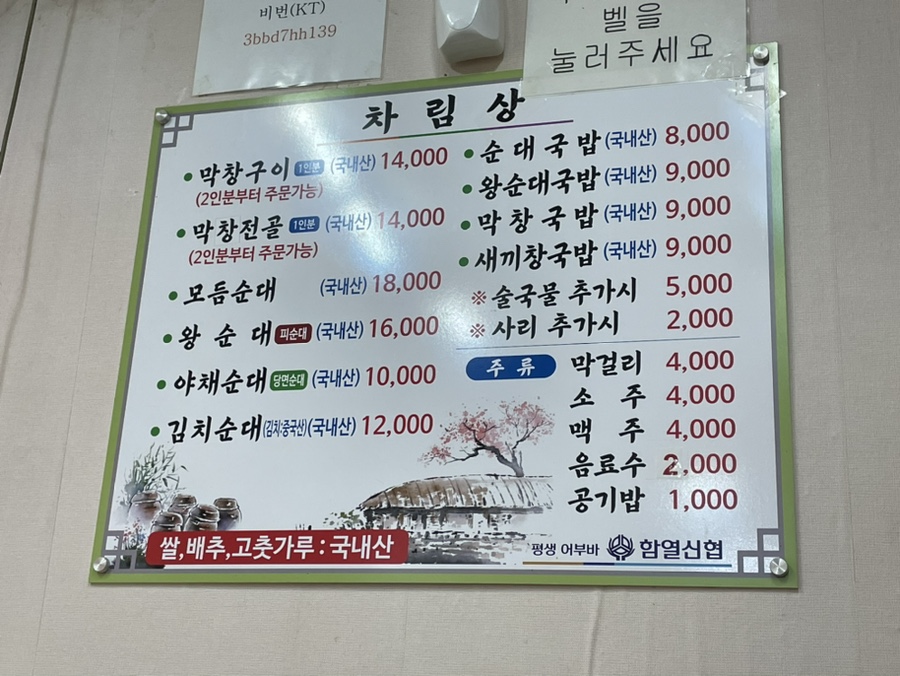 비번(KT)
3bbd7hh139
벨을
눌러주세요
차림상
• 막창구이 1인분 (국내산) 14,000
(2인분부터 주문가능)
• 막창전골 1인분 (국내산) 14,000
(2인분부터 주문가능)
• 모듬순대 (국내산) 18,000
• 왕순대 피순대 (국내산) 16,000
• 야채순대 당면순대 (국내산) 10,000
• 김치순대 (김치:중국산) (국내산) 12,000
• 순대국밥 (국내산) 8,000
• 왕순대국밥 (국내산) 9,000
• 막창국밥 (국내산) 9,000
• 새끼창국밥 (국내산) 9,000
※ 술국물 추가시 5,000
※ 사리 추가시 2,000
주류
막걸리 4,000
소주 4,000
맥주 4,000
음료수 2,000
공기밥 1,000
쌀,배추,고춧가루 : 국내산
평생 어부바 함열신협